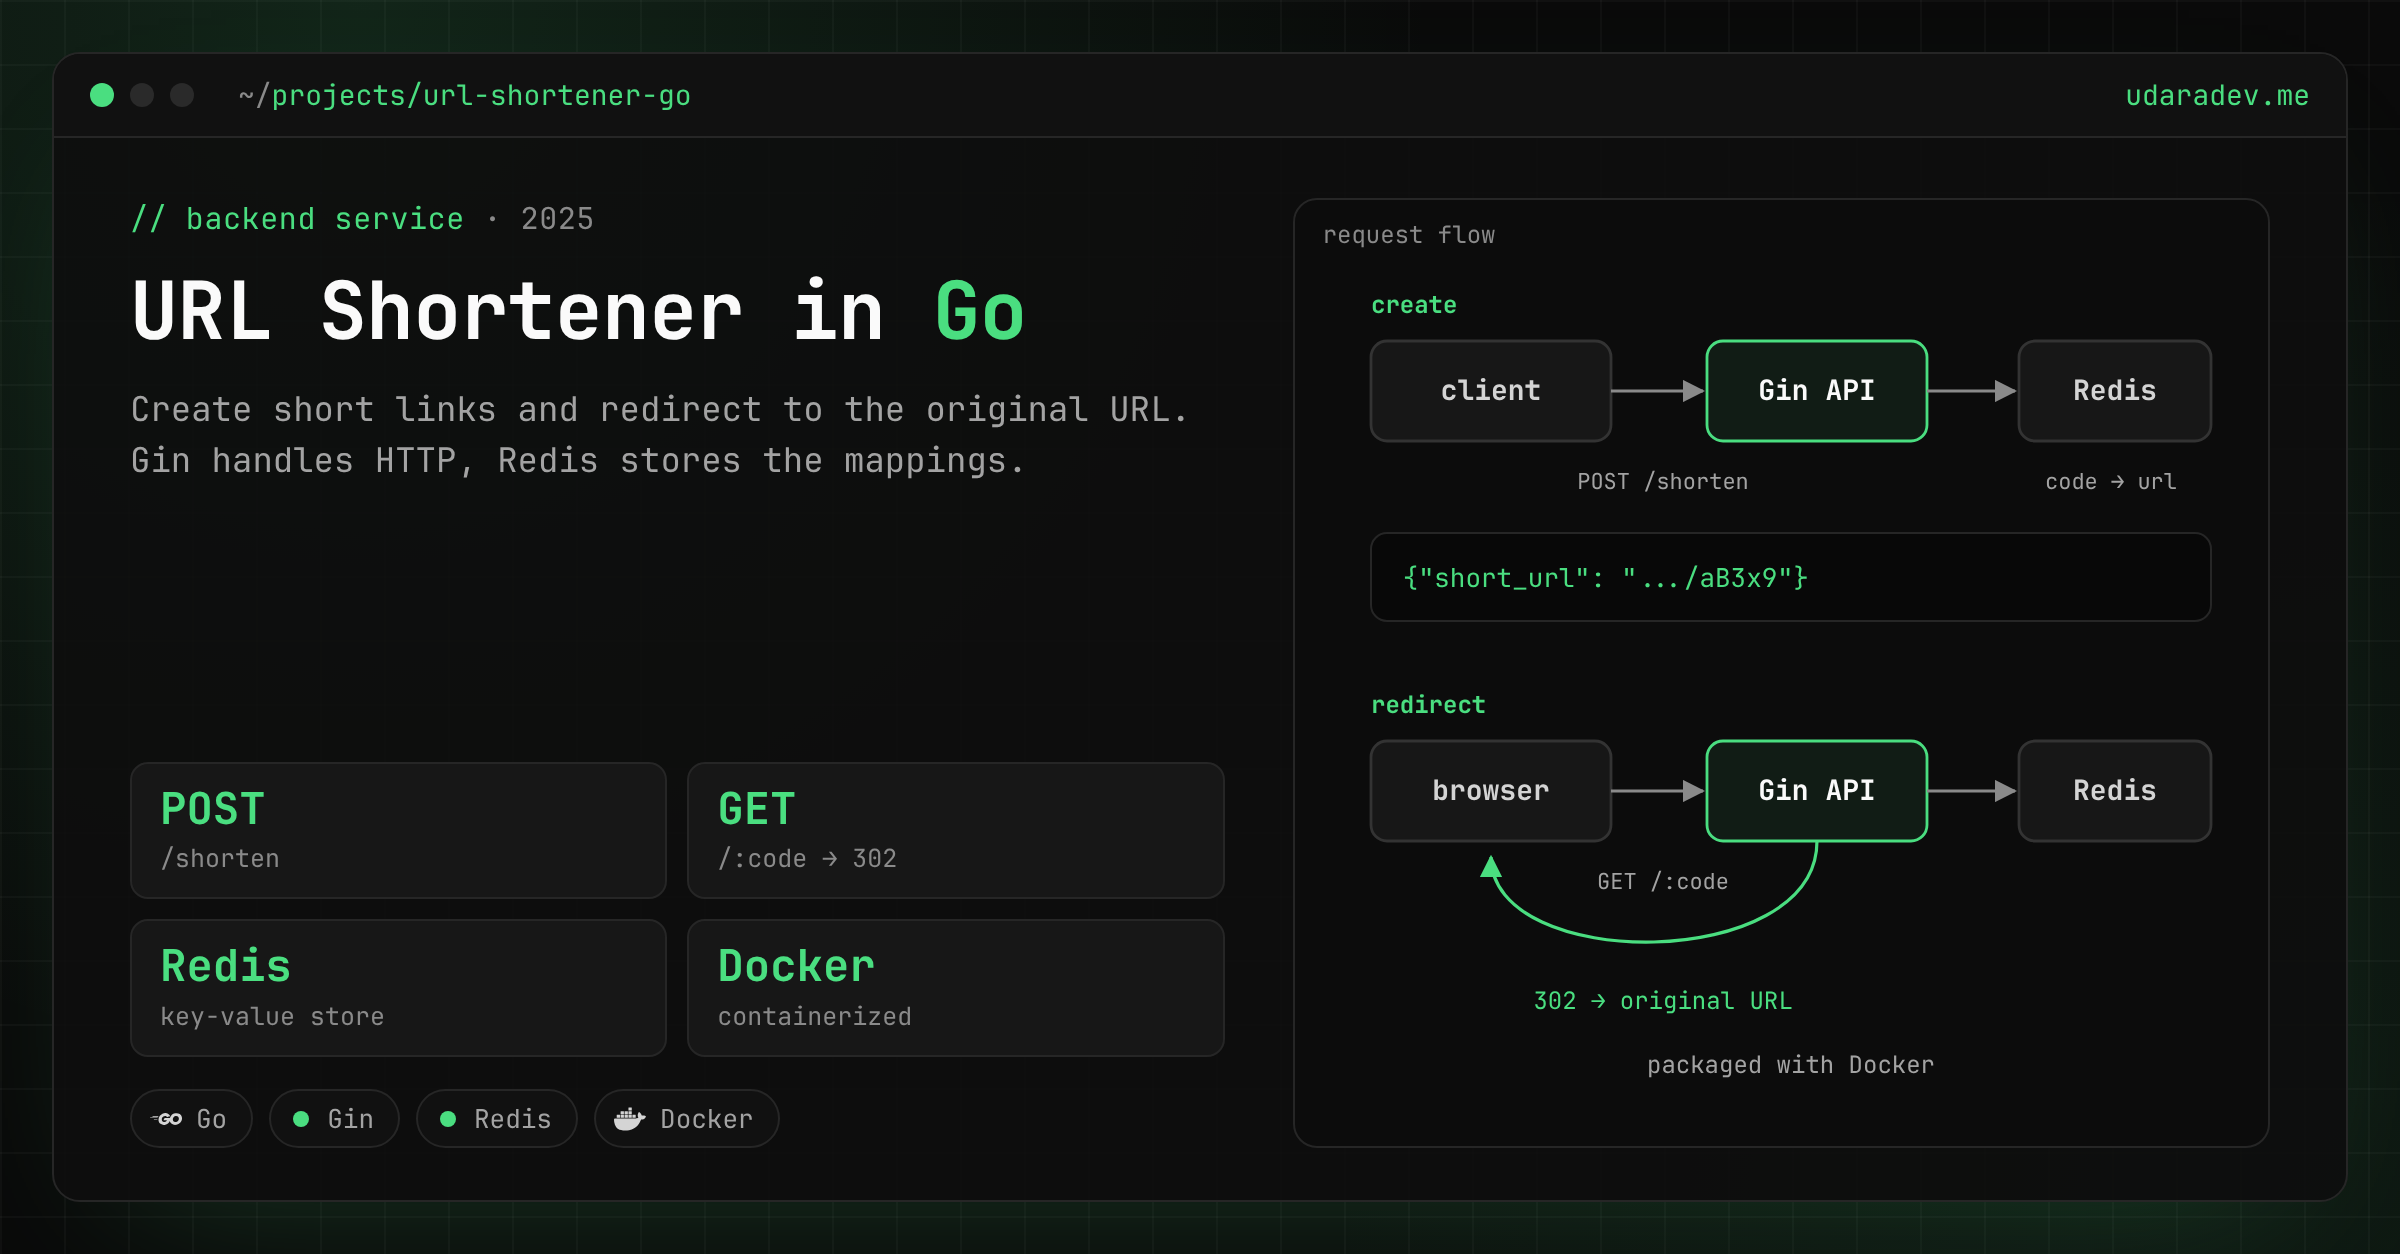 ~/projects/url-shortener-go
udaradev.me
// backend service · 2025
URL Shortener in Go
Create short links and redirect to the original URL.
Gin handles HTTP, Redis stores the mappings.
POST
/shorten
GET
/:code → 302
Redis
key-value store
Docker
containerized
GO Go
Gin
Redis
Docker
request flow
create
client
Gin API
Redis
POST /shorten
code → url
{"short_url": ".../aB3x9"}
redirect
browser
Gin API
Redis
GET /:code
302 → original URL
packaged with Docker